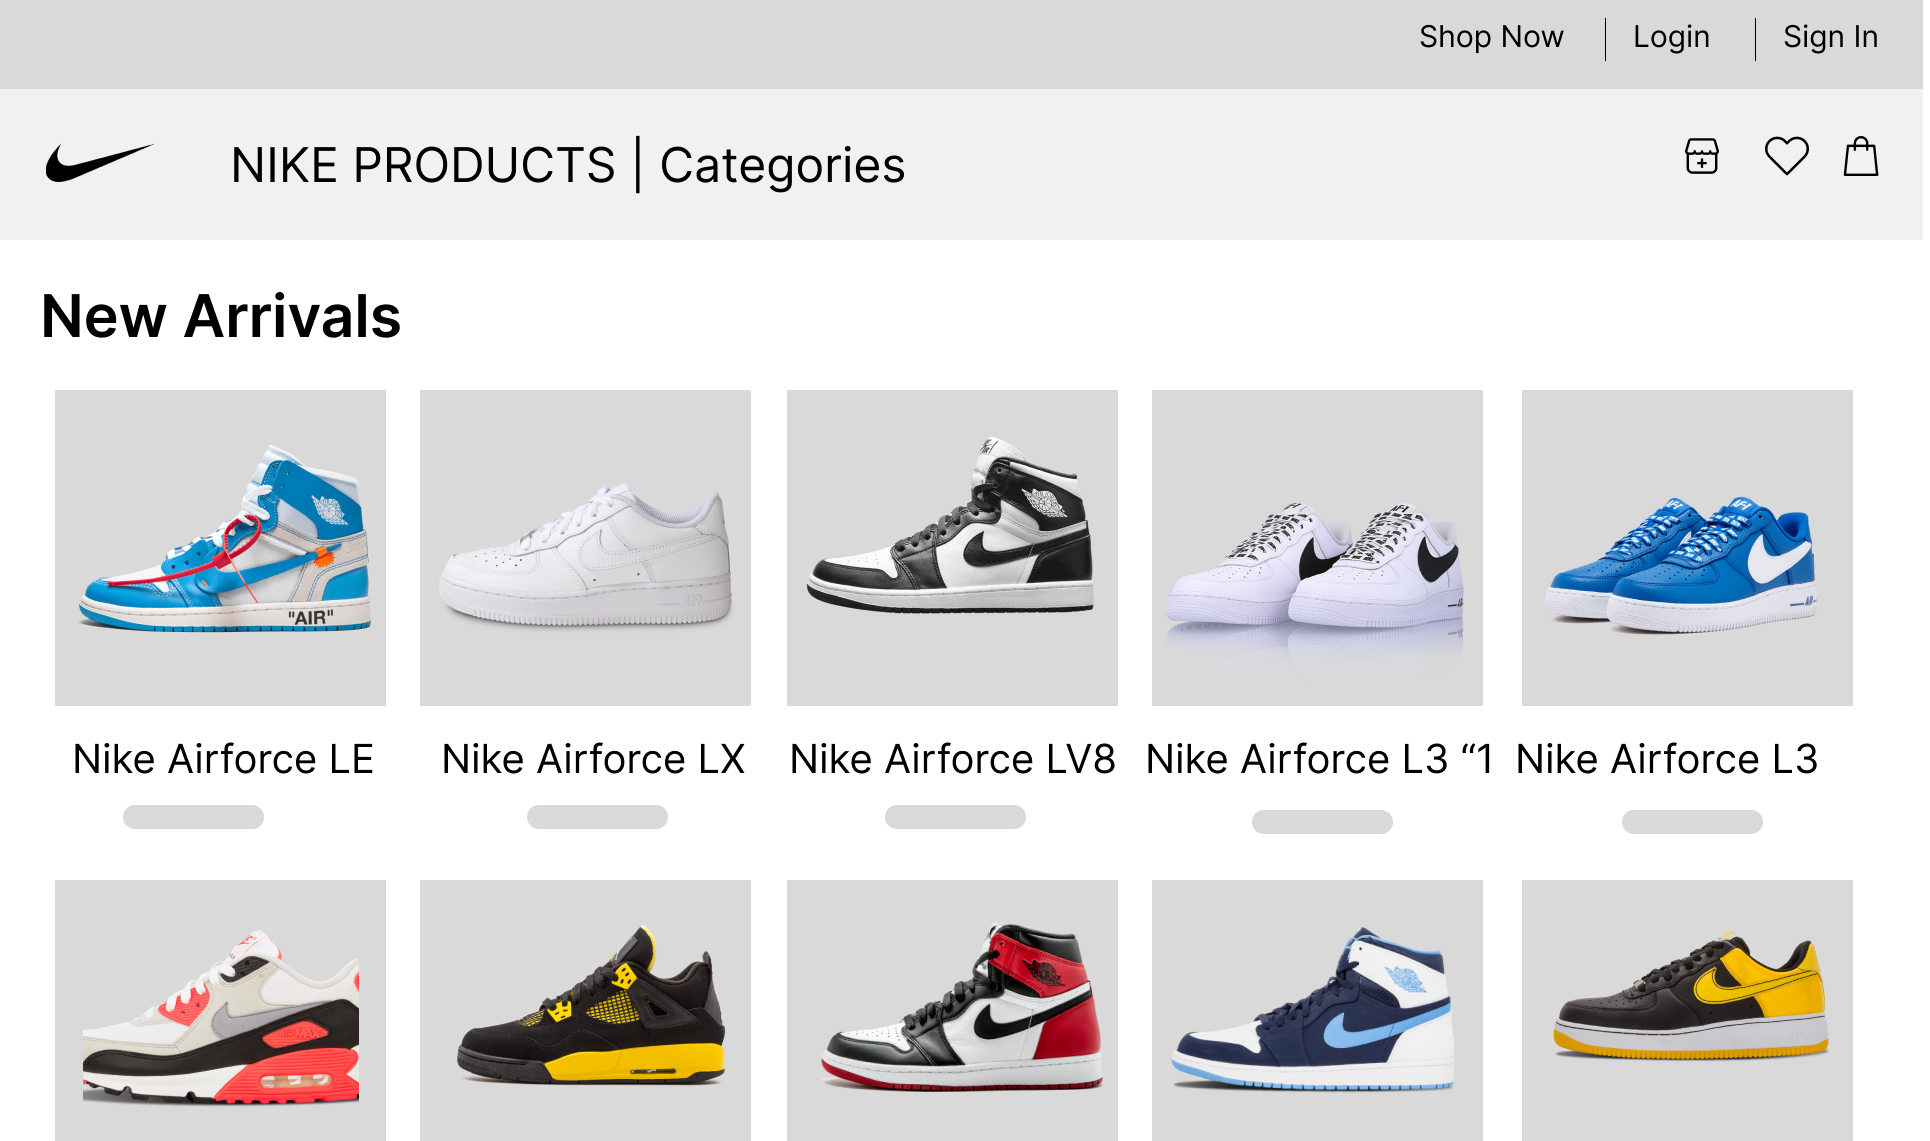 Shop Now
Login
Sign In
NIKE PRODUCTS | Categories
New Arrivals
"AIR"
Nike Airforce LE
Nike Airforce LX
Nike Airforce LV8
Nike Airforce L3 “1
Nike Airforce L3
AIRMAX